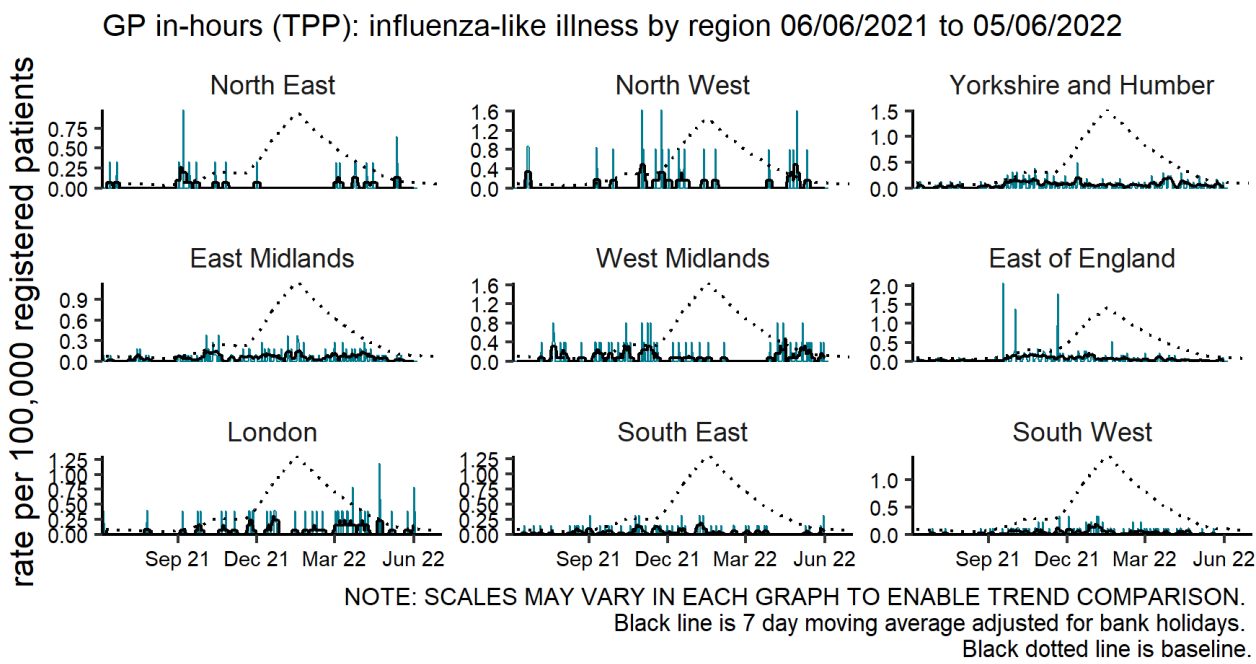 GP in-hours (TPP): influenza-like illness by region 06/06/2021 to 05/06/2022
rate per 100,000 registered patients
North East
0.75
0.50
0.25
0.00
North West
1.6
1.2
0.8
0.4
0.0
Yorkshire and Humber
1.5
1.0
0.5
0.0
East Midlands
0.9
0.6
0.3
0.0
West Midlands
1.6
1.2
0.8
0.4
0.0
East of England
2.0
1.5
1.0
0.5
0.0
London
1.25
1.00
0.75
0.50
0.25
0.00
Sep 21 Dec 21 Mar 22 Jun 22
South East
1.25
1.00
0.75
0.50
0.25
0.00
Sep 21 Dec 21 Mar 22 Jun 22
South West
1.0
0.5
0.0
Sep 21 Dec 21 Mar 22 Jun 22
NOTE: SCALES MAY VARY IN EACH GRAPH TO ENABLE TREND COMPARISON.
Black line is 7 day moving average adjusted for bank holidays.
Black dotted line is baseline.